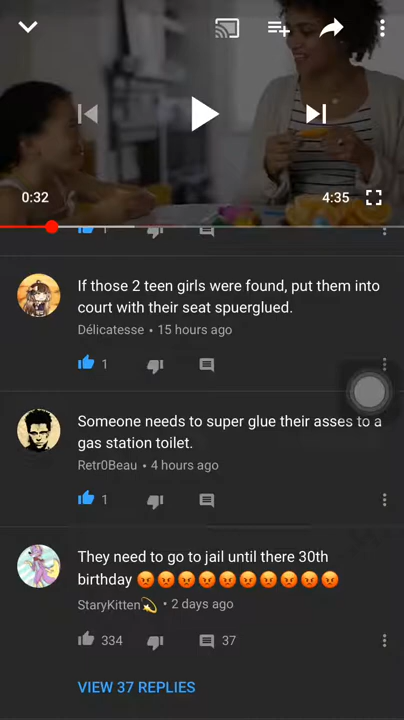 0:32
4:35
1
If those 2 teen girls were found, put them into
court with their seat spuerglued.
Délicatesse • 15 hours ago
1
Someone needs to super glue their asses to a
gas station toilet.
Retr0Beau • 4 hours ago
1
They need to go to jail until there 30th
birthday 😡😡😡😡😡😡😡😡😡😡
StaryKitten💫 • 2 days ago
334
37
VIEW 37 REPLIES